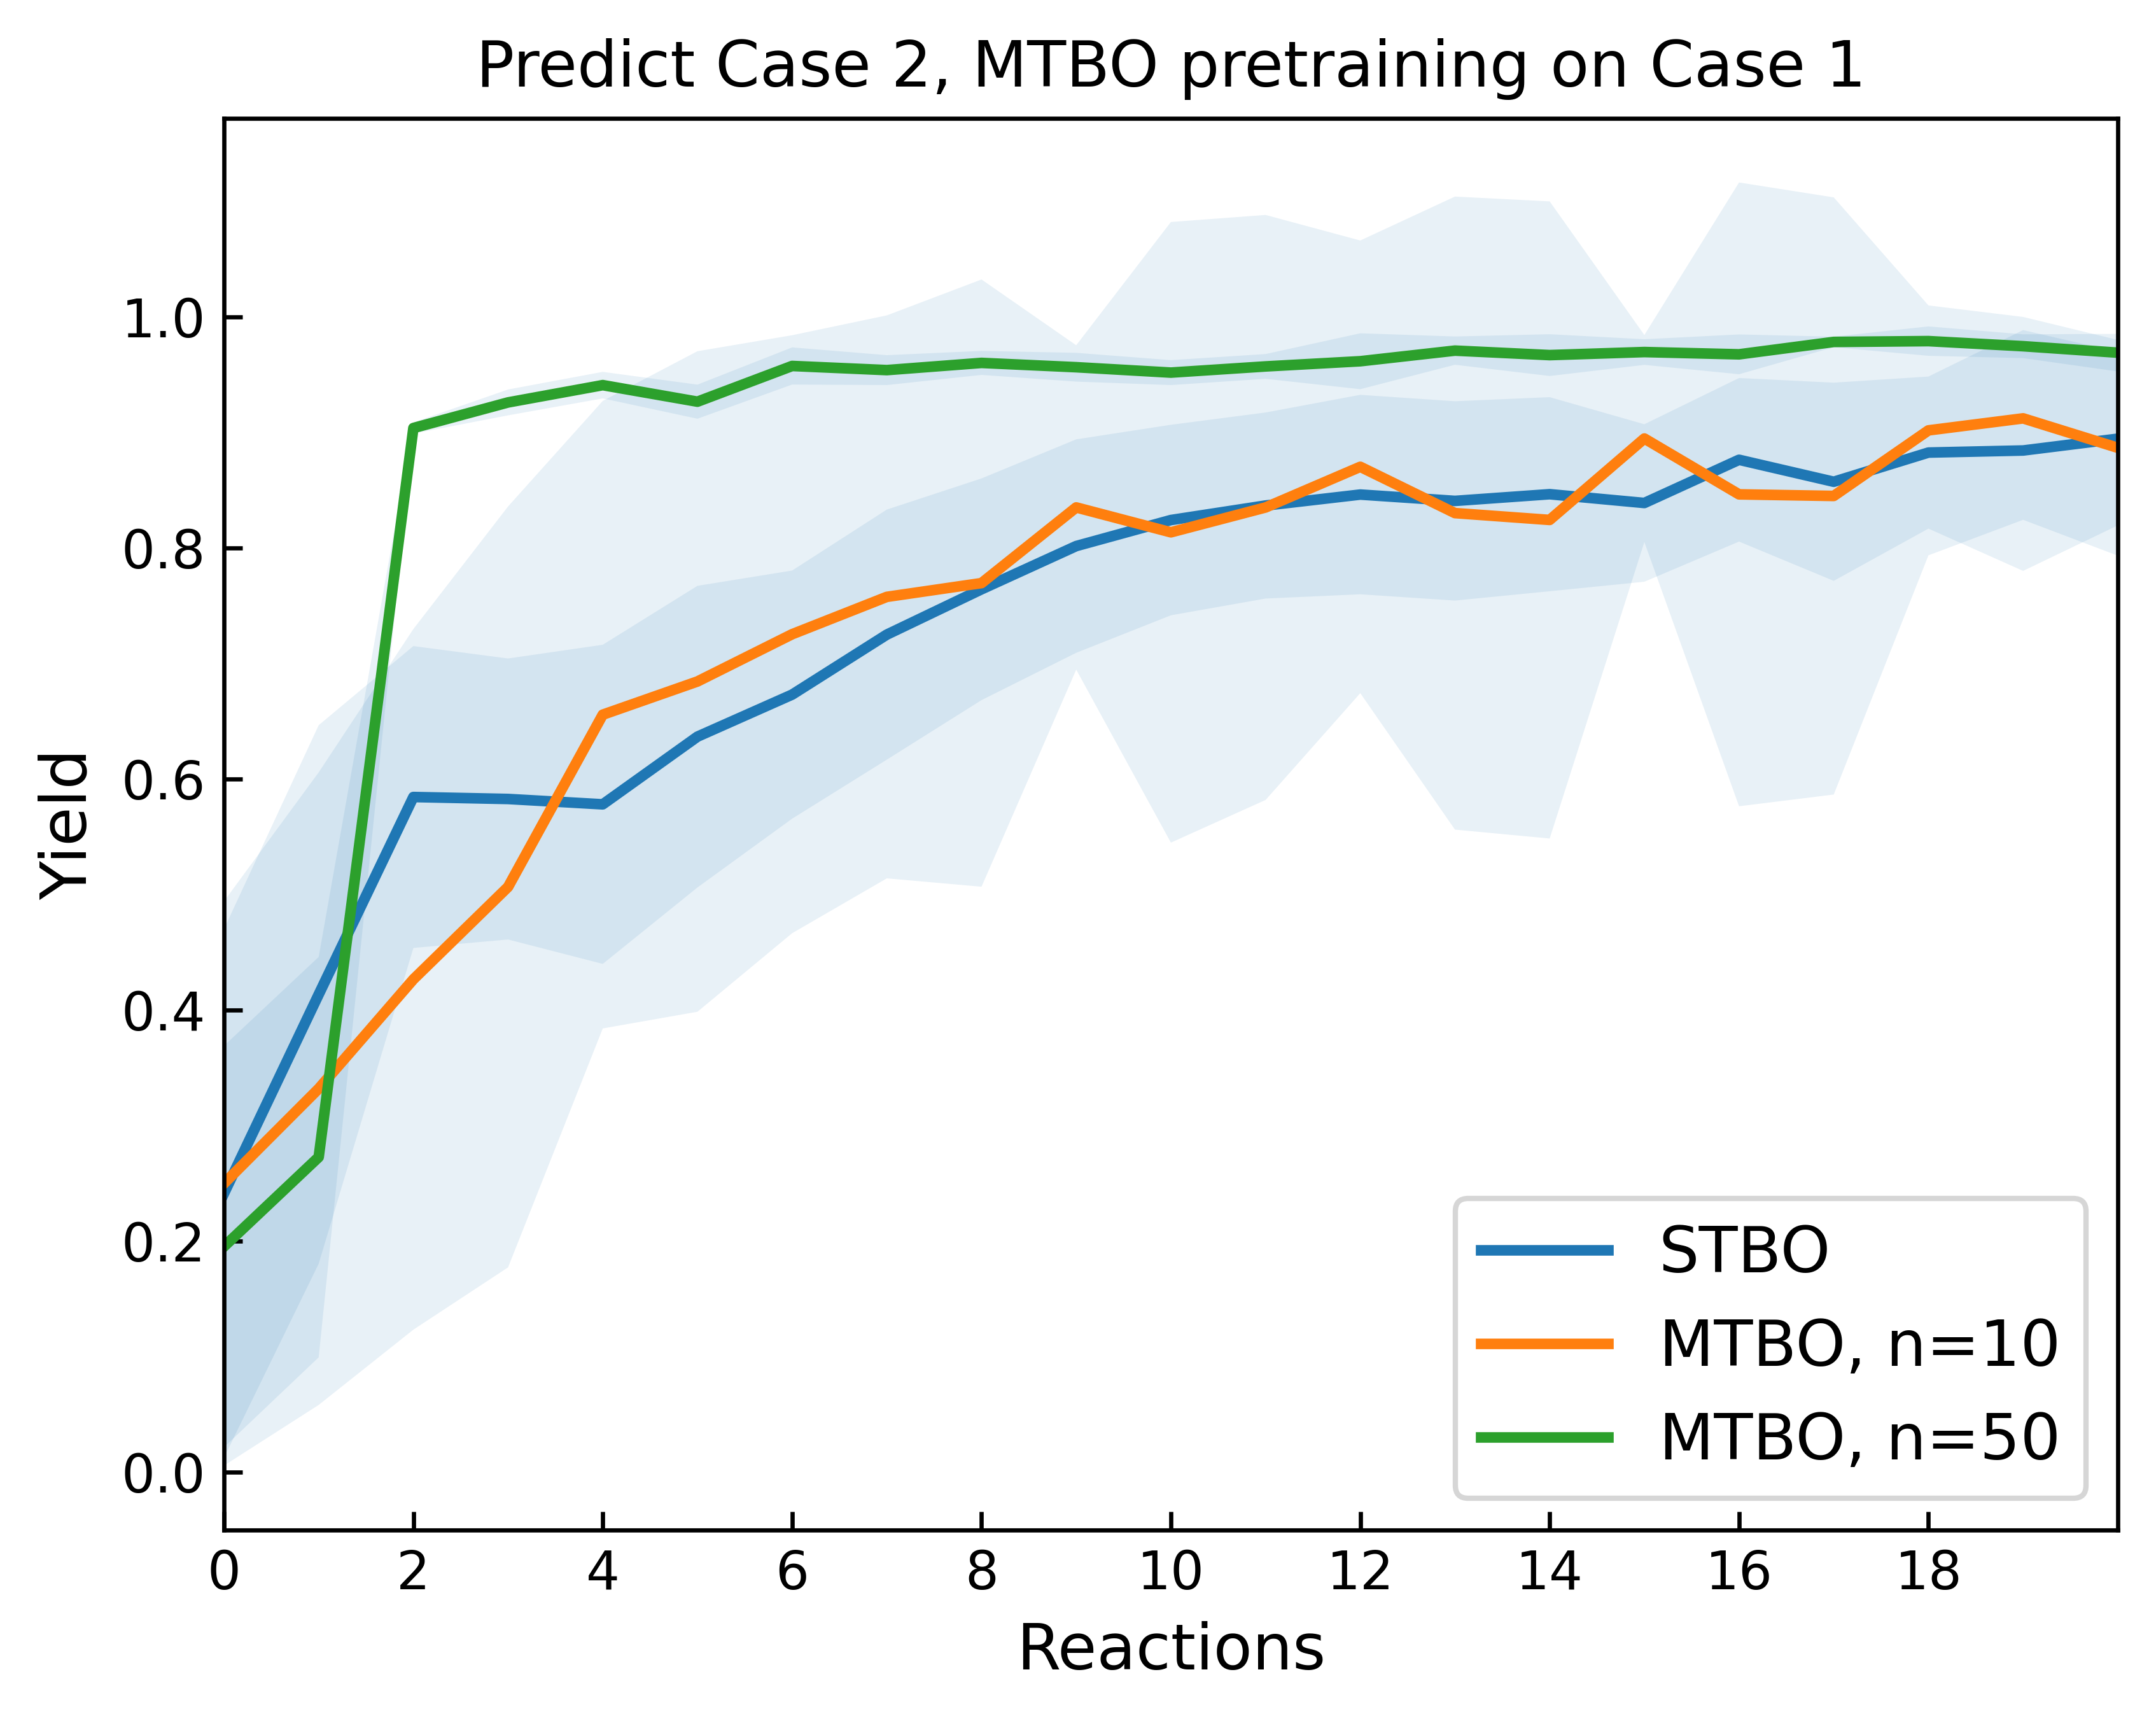 Predict Case 2, MTBO pretraining on Case 1
Yield
1.0
0.8
0.6
0.4
0.2
0.0
0 2 4 6 8 10 12 14 16 18
Reactions
STBO
MTBO, n=10
MTBO, n=50